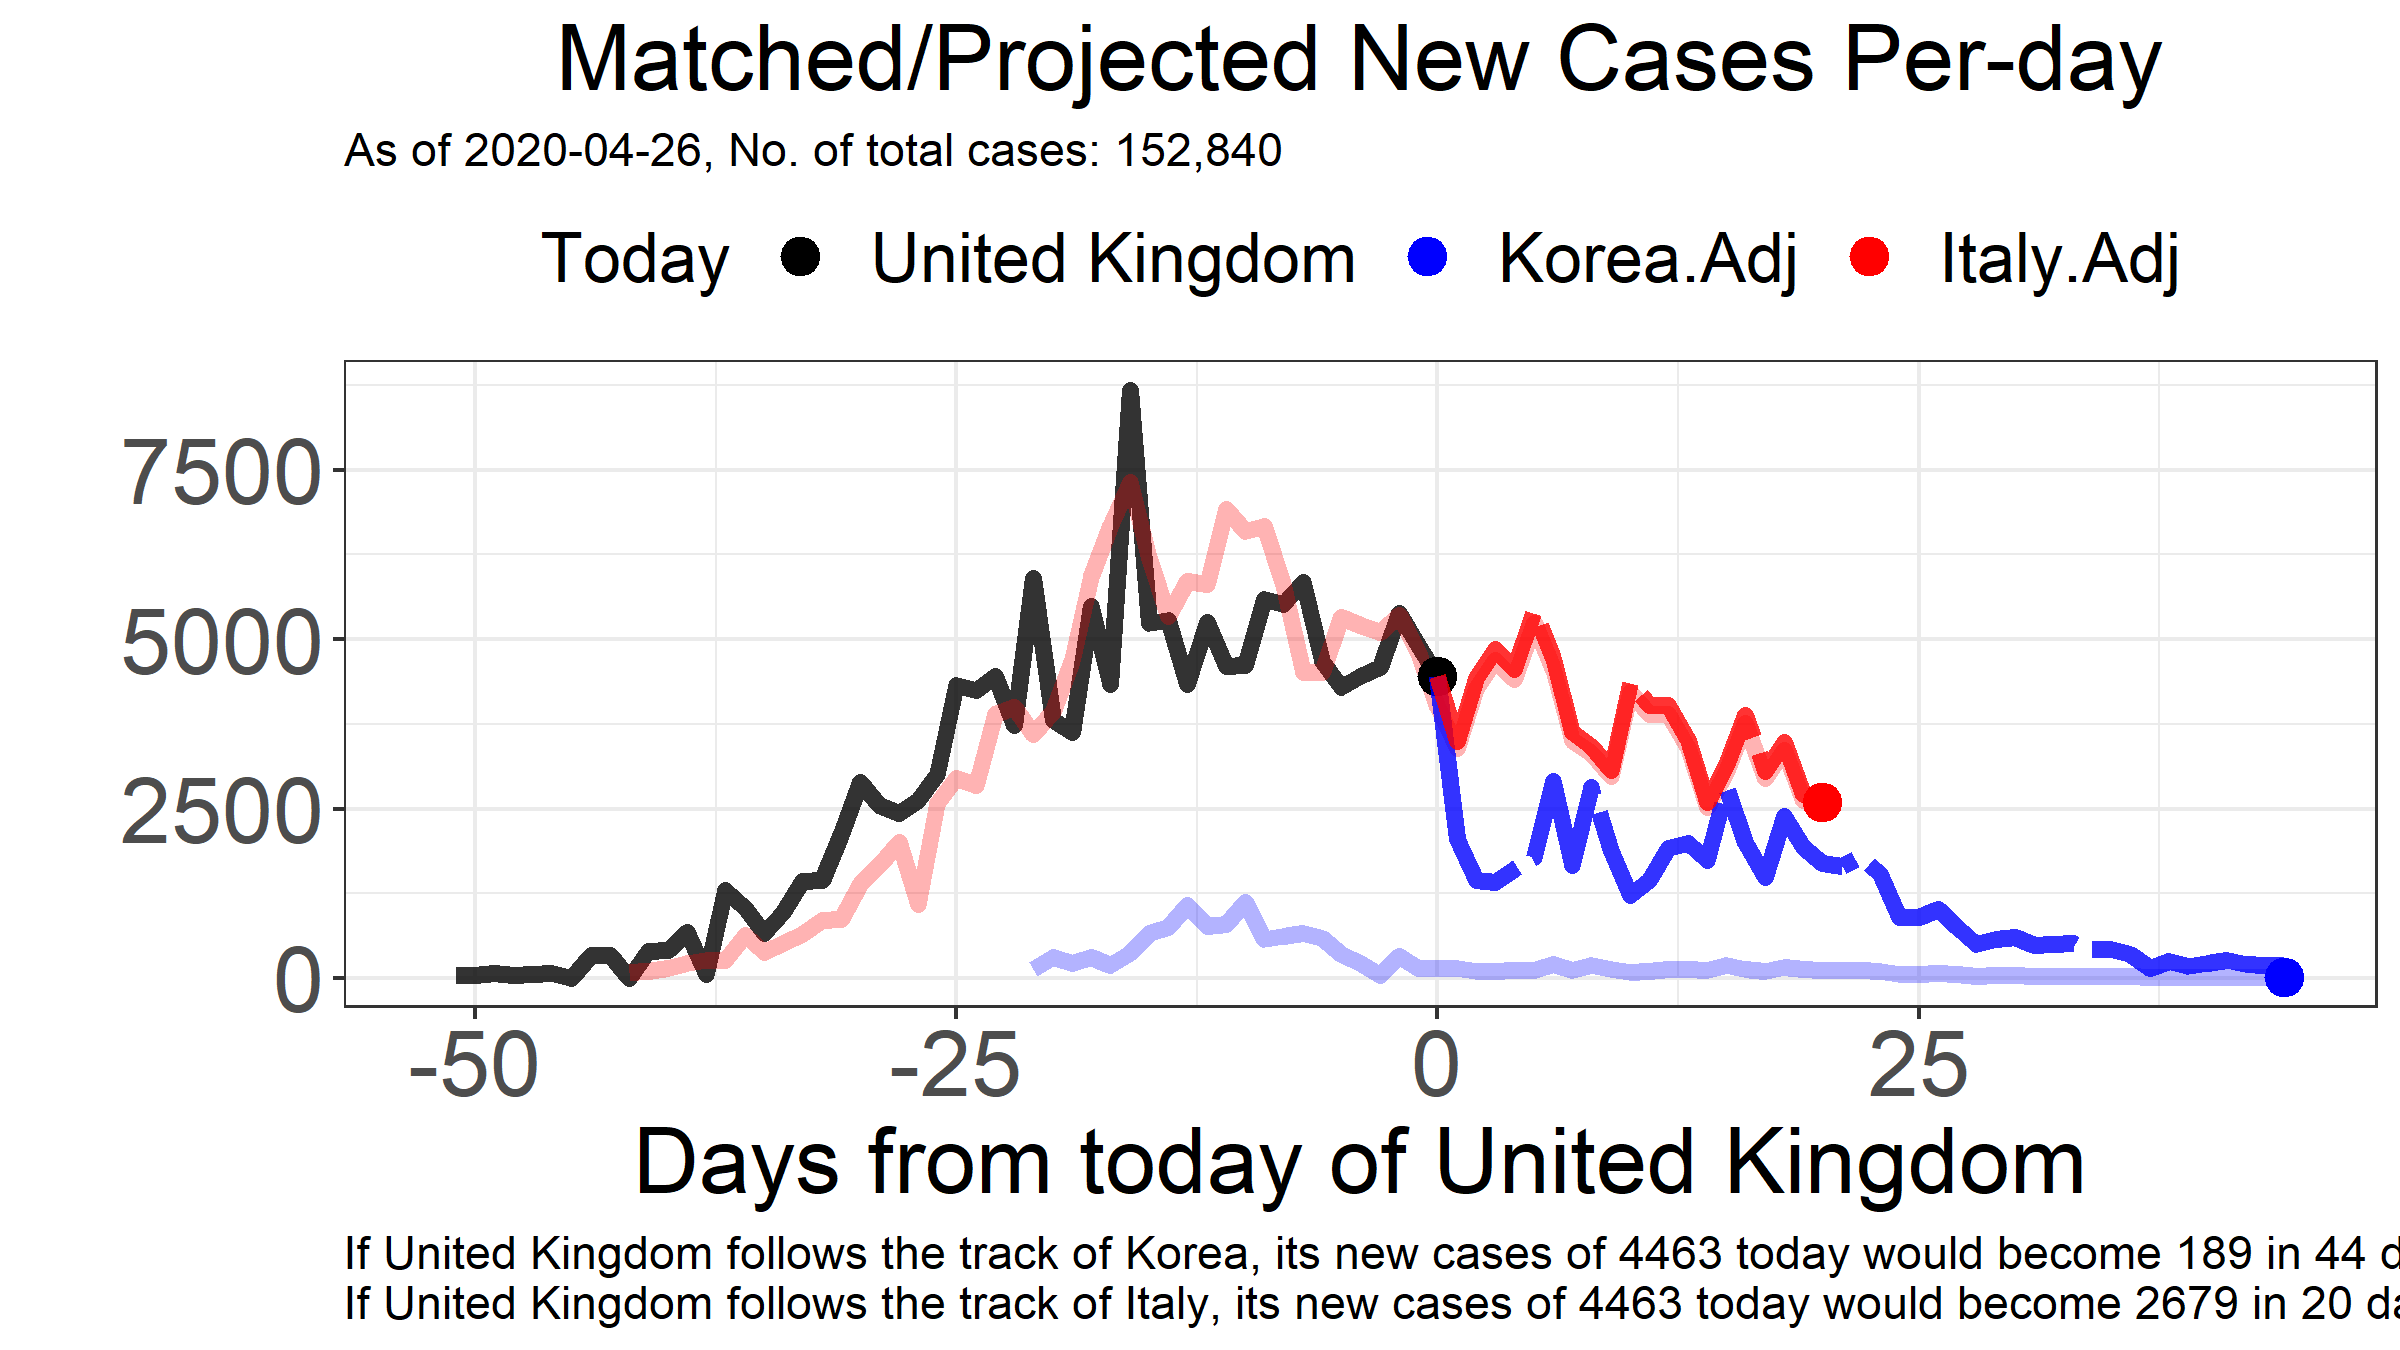 Matched/Projected New Cases Per-day
As of 2020-04-26, No. of total cases: 152,840
Today United Kingdom Korea.Adj Italy.Adj
7500
5000
2500
0
-50 -25 0 25
Days from today of United Kingdom
If United Kingdom follows the track of Korea, its new cases of 4463 today would become 189 in 44
If United Kingdom follows the track of Italy, its new cases of 4463 today would become 2679 in 20